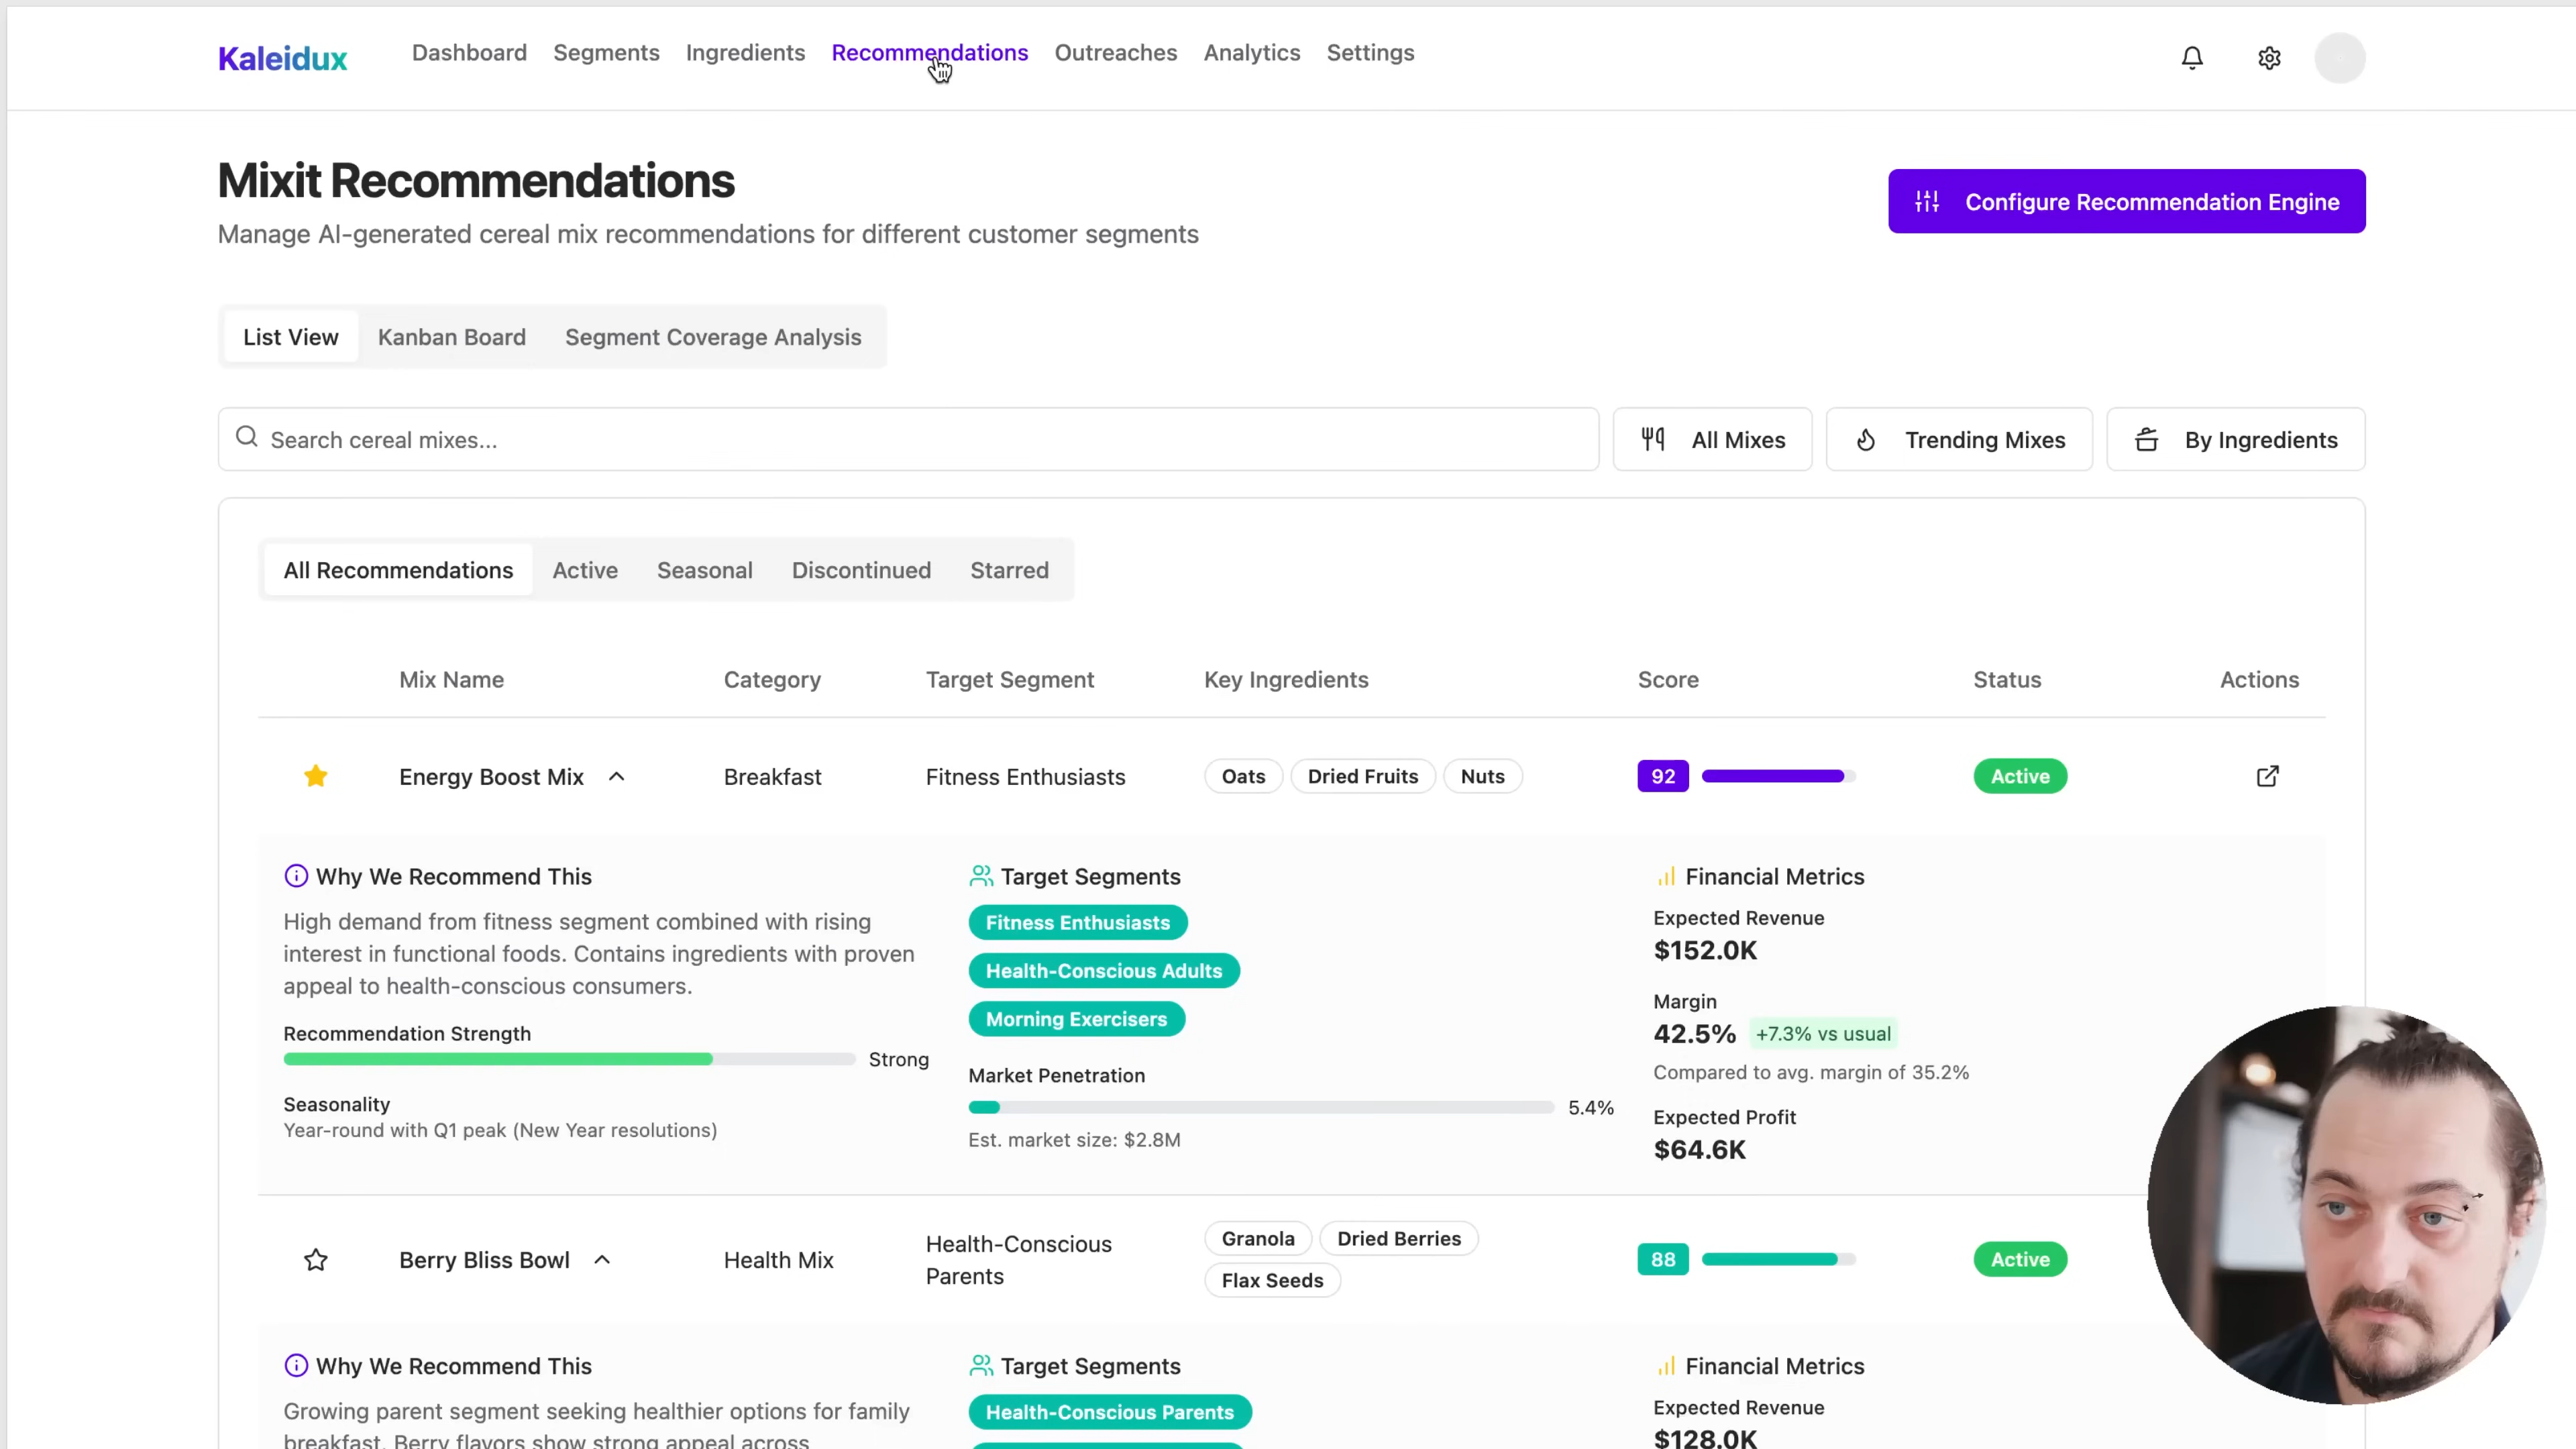 Kaleidux
Dashboard
Segments
Ingredients
Recommendations
Outreaches
Analytics
Settings
Mixit Recommendations
Manage AI-generated cereal mix recommendations for different customer segments
Configure Recommendation Engine
List View
Kanban Board
Segment Coverage Analysis
Search cereal mixes...
All Mixes
Trending Mixes
By Ingredients
All Recommendations
Active
Seasonal
Discontinued
Starred
Mix Name
Category
Target Segment
Key Ingredients
Score
Status
Actions
Energy Boost Mix
Breakfast
Fitness Enthusiasts
Oats
Dried Fruits
Nuts
92
Active
Why We Recommend This
High demand from fitness segment combined with rising
interest in functional foods. Contains ingredients with proven
appeal to health-conscious consumers.
Recommendation Strength
Strong
Seasonality
Year-round with Q1 peak (New Year resolutions)
Target Segments
Fitness Enthusiasts
Health-Conscious Adults
Morning Exercisers
Market Penetration
5.4%
Est. market size: $2.8M
Financial Metrics
Expected Revenue
$152.0K
Margin
42.5%
+7.3% vs usual
Compared to avg. margin of 35.2%
Expected Profit
$64.6K
Berry Bliss Bowl
Health Mix
Health-Conscious
Parents
Granola
Dried Berries
Flax Seeds
88
Active
Why We Recommend This
Growing parent segment seeking healthier options for family
breakfast. Berry flavors show strong appeal across
Target Segments
Health-Conscious Parents
Financial Metrics
Expected Revenue
$128.0K